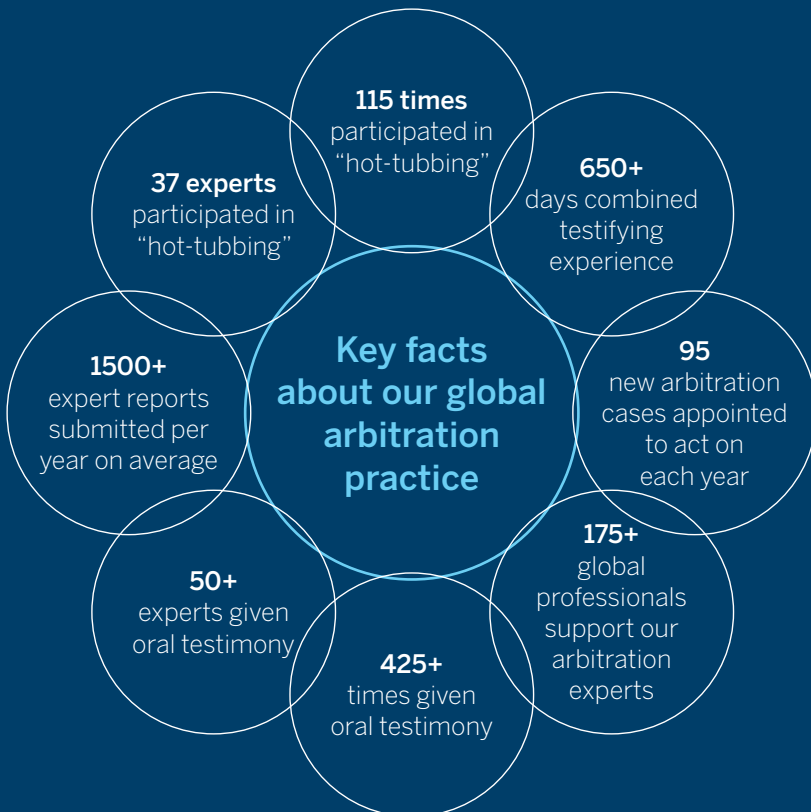 Key facts
about our global
arbitration
practice
115 times
participated in
“hot-tubbing”
650+
days combined
testifying
experience
95
new arbitration
cases appointed
to act on
each year
175+
global
professionals
support our
arbitration
experts
425+
times given
oral testimony
50+
experts given
oral testimony
1500+
expert reports
submitted per
year on average
37 experts
participated in
“hot-tubbing”